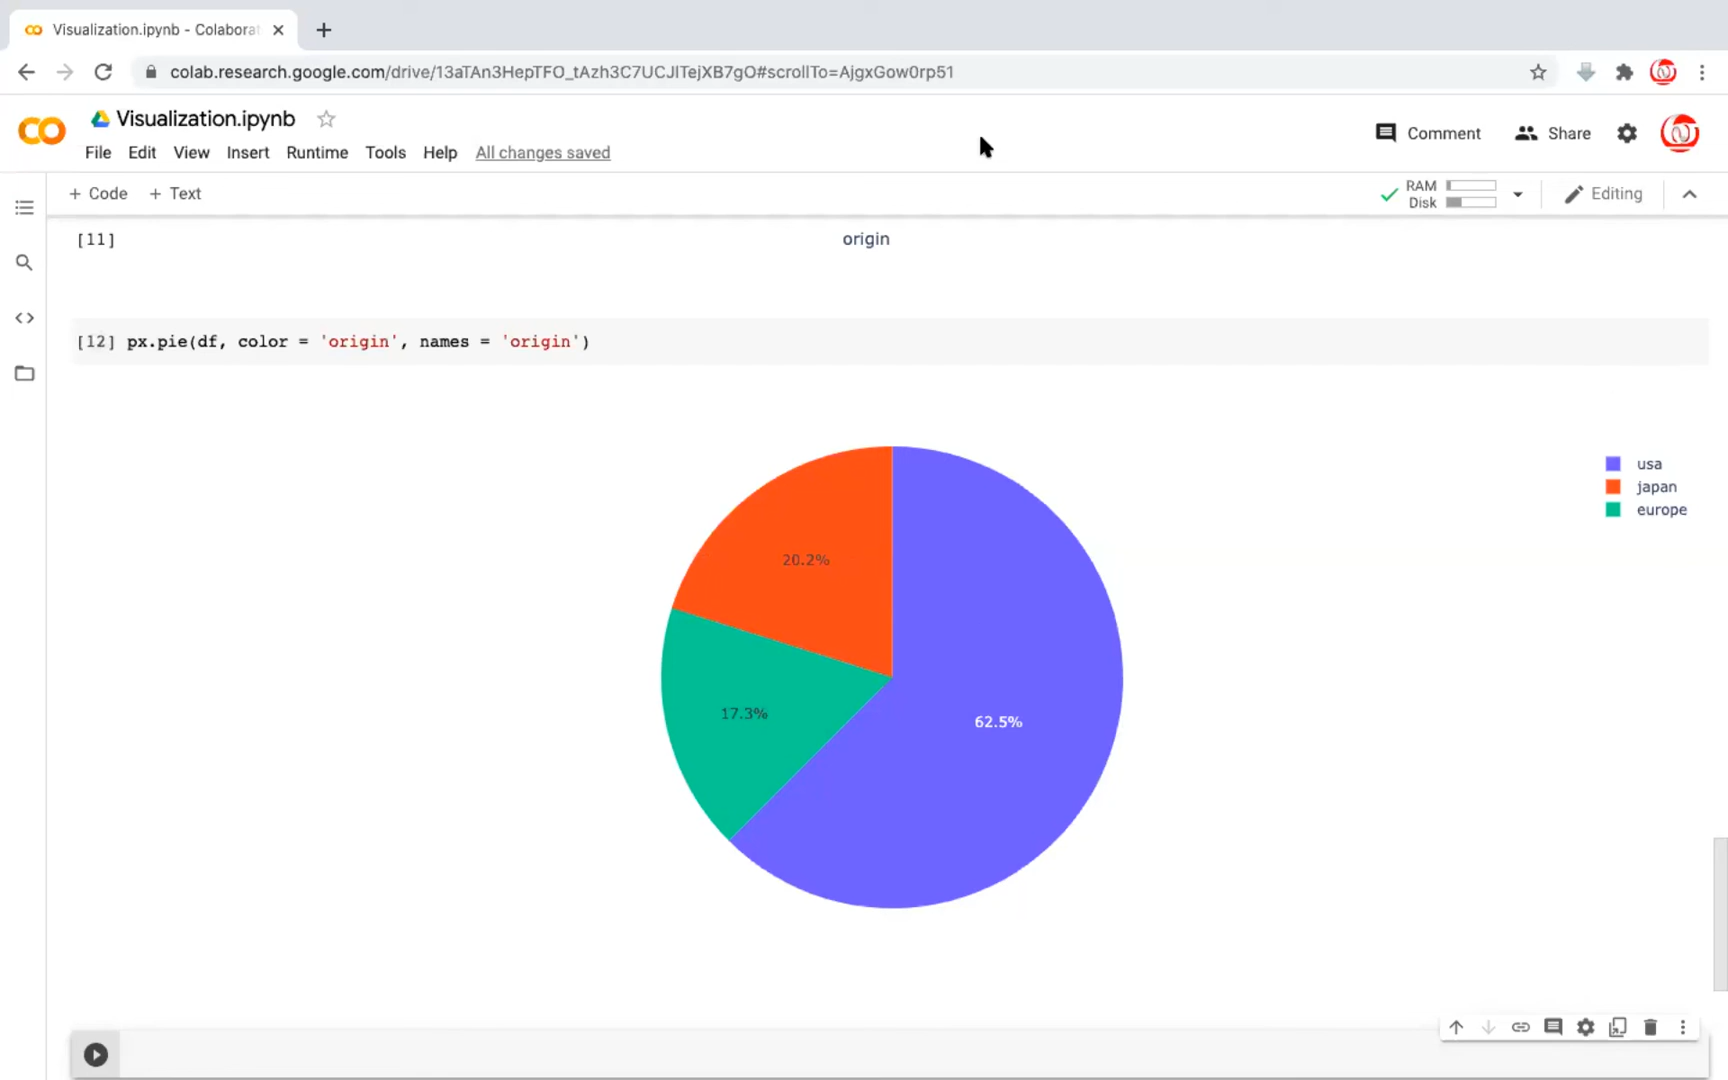 Visualization.ipynb - Colaborat
colab.research.google.com/drive/13aTAn3HepTFO_tAzh3C7UCJlTejXB7gO#scrollTo=AjgxGow0rp51
Visualization.ipynb
Comment
Share
File Edit View Insert Runtime Tools Help All changes saved
+ Code + Text
RAM
Disk
Editing
[11]
origin
[12] px.pie(df, color = 'origin', names = 'origin')
usa
japan
europe
20.2%
17.3%
62.5%